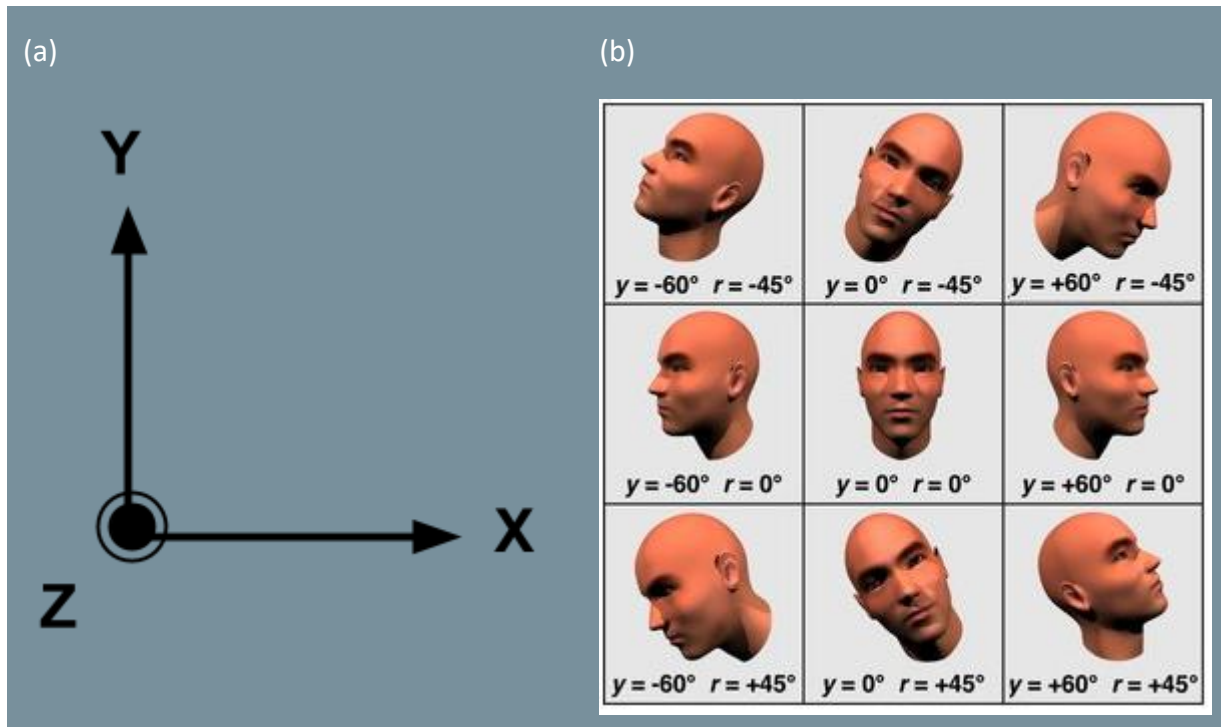 (a)
(b)
Y
X
Z
y = -60° r = -45°
y = 0° r = -45°
y = +60° r = -45°
y = -60° r = 0°
y = 0° r = 0°
y = +60° r = 0°
y = -60° r = +45°
y = 0° r = +45°
y = +60° r = +45°